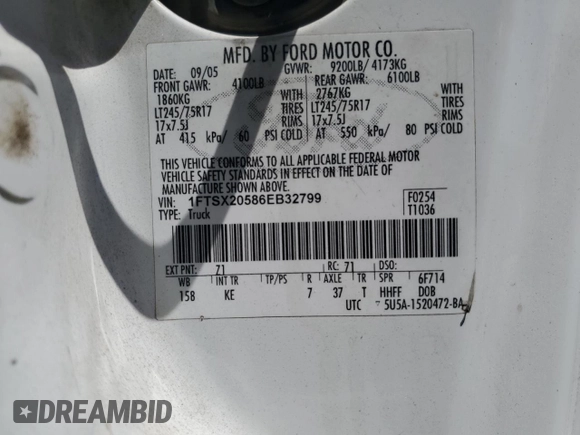 MFD. BY FORD MOTOR CO.
DATE: 09/05 GVWR: 9200LB/ 4173KG
FRONT GAWR: 4100LB REAR GAWR: 6100LB
1860KG WITH 2767KG WITH
LT245/75R17 TIRES LT245/75R17 TIRES
17x7.5J RIMS 17x7.5J RIMS
AT 415 kPa/ 60 PSI COLD AT 550 kPa/ 80 PSI COLD
THIS VEHICLE CONFORMS TO ALL APPLICABLE FEDERAL MOTOR
VEHICLE SAFETY STANDARDS IN EFFECT ON THE DATE OF
MANUFACTURE SHOWN ABOVE.
VIN: 1FTSX20586EB32799 F0254
TYPE: Truck T1036
EXT PNT: Z1 RC: 71 DSO:
WB INT TR TP/PS R AXLE TR SPR 6F714
158 KE 7 37 T HHFF DOB
UTC 5U5A-1520472-BA
DREAMBID